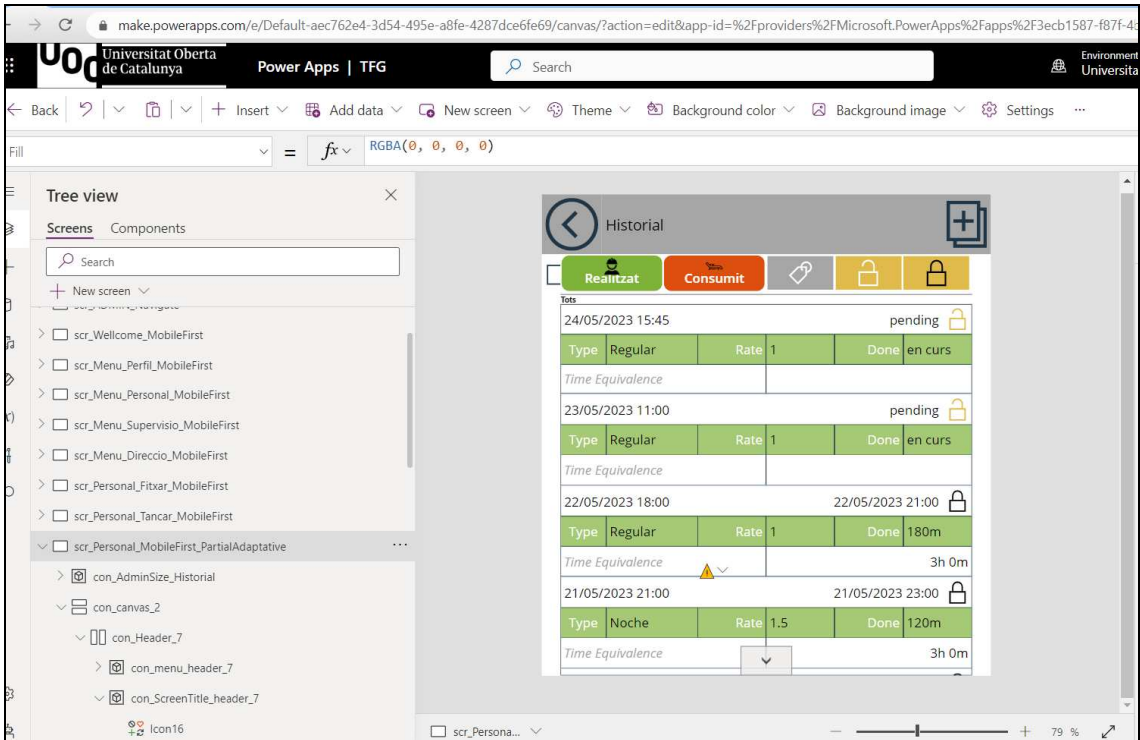 make.powerapps.com/e/Default-aec762e4-3d54-495e-a8fe-4287dce6fe69/canvas/?action=edit&app-id=%2Fproviders%2FMicrosoft.PowerApps%2Fapps%2F3ecb1587-f87f-4
UOC Universitat Oberta
de Catalunya
Power Apps | TFG
Search
Environment
Universita
Back
Insert
Add data
New screen
Theme
Background color
Background image
Settings
Fill
=
fx
RGBA(0, 0, 0, 0)
Tree view
Screens Components
Search
New screen
scr_ADMIN_Navigate
scr_Wellcome_MobileFirst
scr_Menu_Perfil_MobileFirst
scr_Menu_Personal_MobileFirst
scr_Menu_Supervisio_MobileFirst
scr_Menu_Direccio_MobileFirst
scr_Personal_Fitxar_MobileFirst
scr_Personal_Tancar_MobileFirst
scr_Personal_MobileFirst_PartialAdaptative
con_AdminSize_Historial
con_canvas_2
con_Header_7
con_menu_header_7
con_ScreenTitle_header_7
Icon16
Historial
Realitzat Consumit
Tots
24/05/2023 15:45 pending
Type Regular Rate 1 Done en curs
Time Equivalence
23/05/2023 11:00 pending
Type Regular Rate 1 Done en curs
Time Equivalence
22/05/2023 18:00 22/05/2023 21:00
Type Regular Rate 1 Done 180m
Time Equivalence 3h 0m
21/05/2023 21:00 21/05/2023 23:00
Type Noche Rate 1.5 Done 120m
Time Equivalence 3h 0m
scr_Persona...
79 %